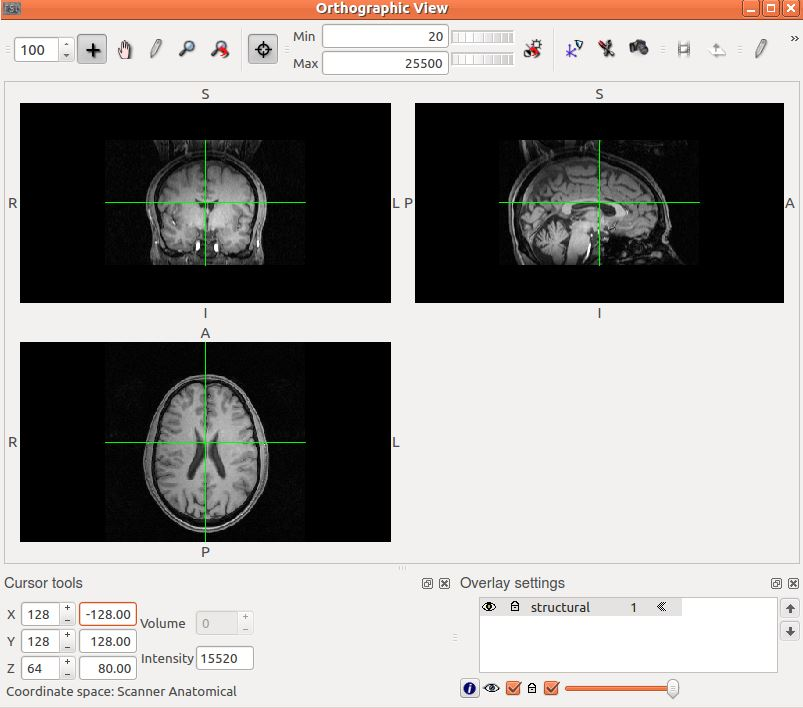 Orthographic View
100
Min 20
Max 25500
»
S
S
R
L
P
A
I
I
A
R
L
P
Cursor tools
Overlay settings
X 128 -128.00
Y 128 128.00
Z 64 80.00
Volume 0
Intensity 15520
Coordinate space: Scanner Anatomical
structural 1